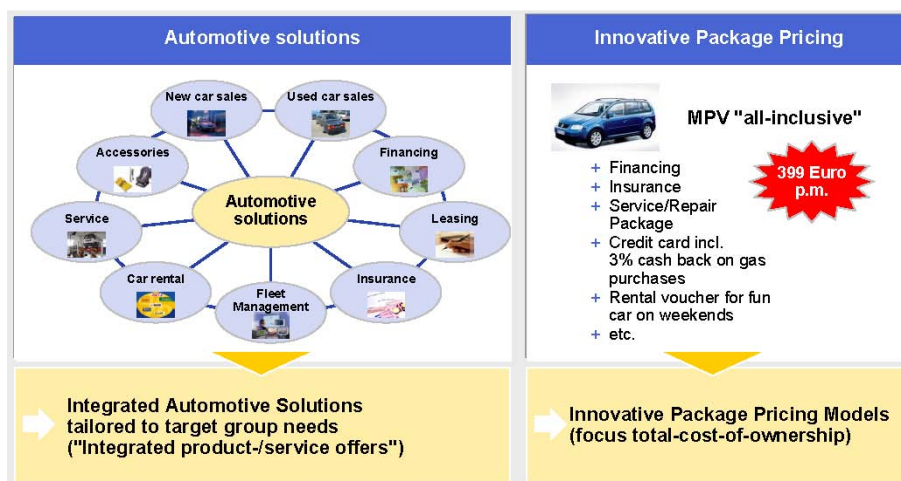 Automotive solutions
New car sales
Used car sales
Accessories
Financing
Automotive
solutions
Service
Leasing
Car rental
Fleet
Management
Insurance
Integrated Automotive Solutions
tailored to target group needs
("Integrated product-/service offers")
Innovative Package Pricing
MPV "all-inclusive"
399 Euro
p.m.
+ Financing
+ Insurance
+ Service/Repair
Package
+ Credit card incl.
3% cash back on gas
purchases
+ Rental voucher for fun
car on weekends
+ etc.
Innovative Package Pricing Models
(focus total-cost-of-ownership)